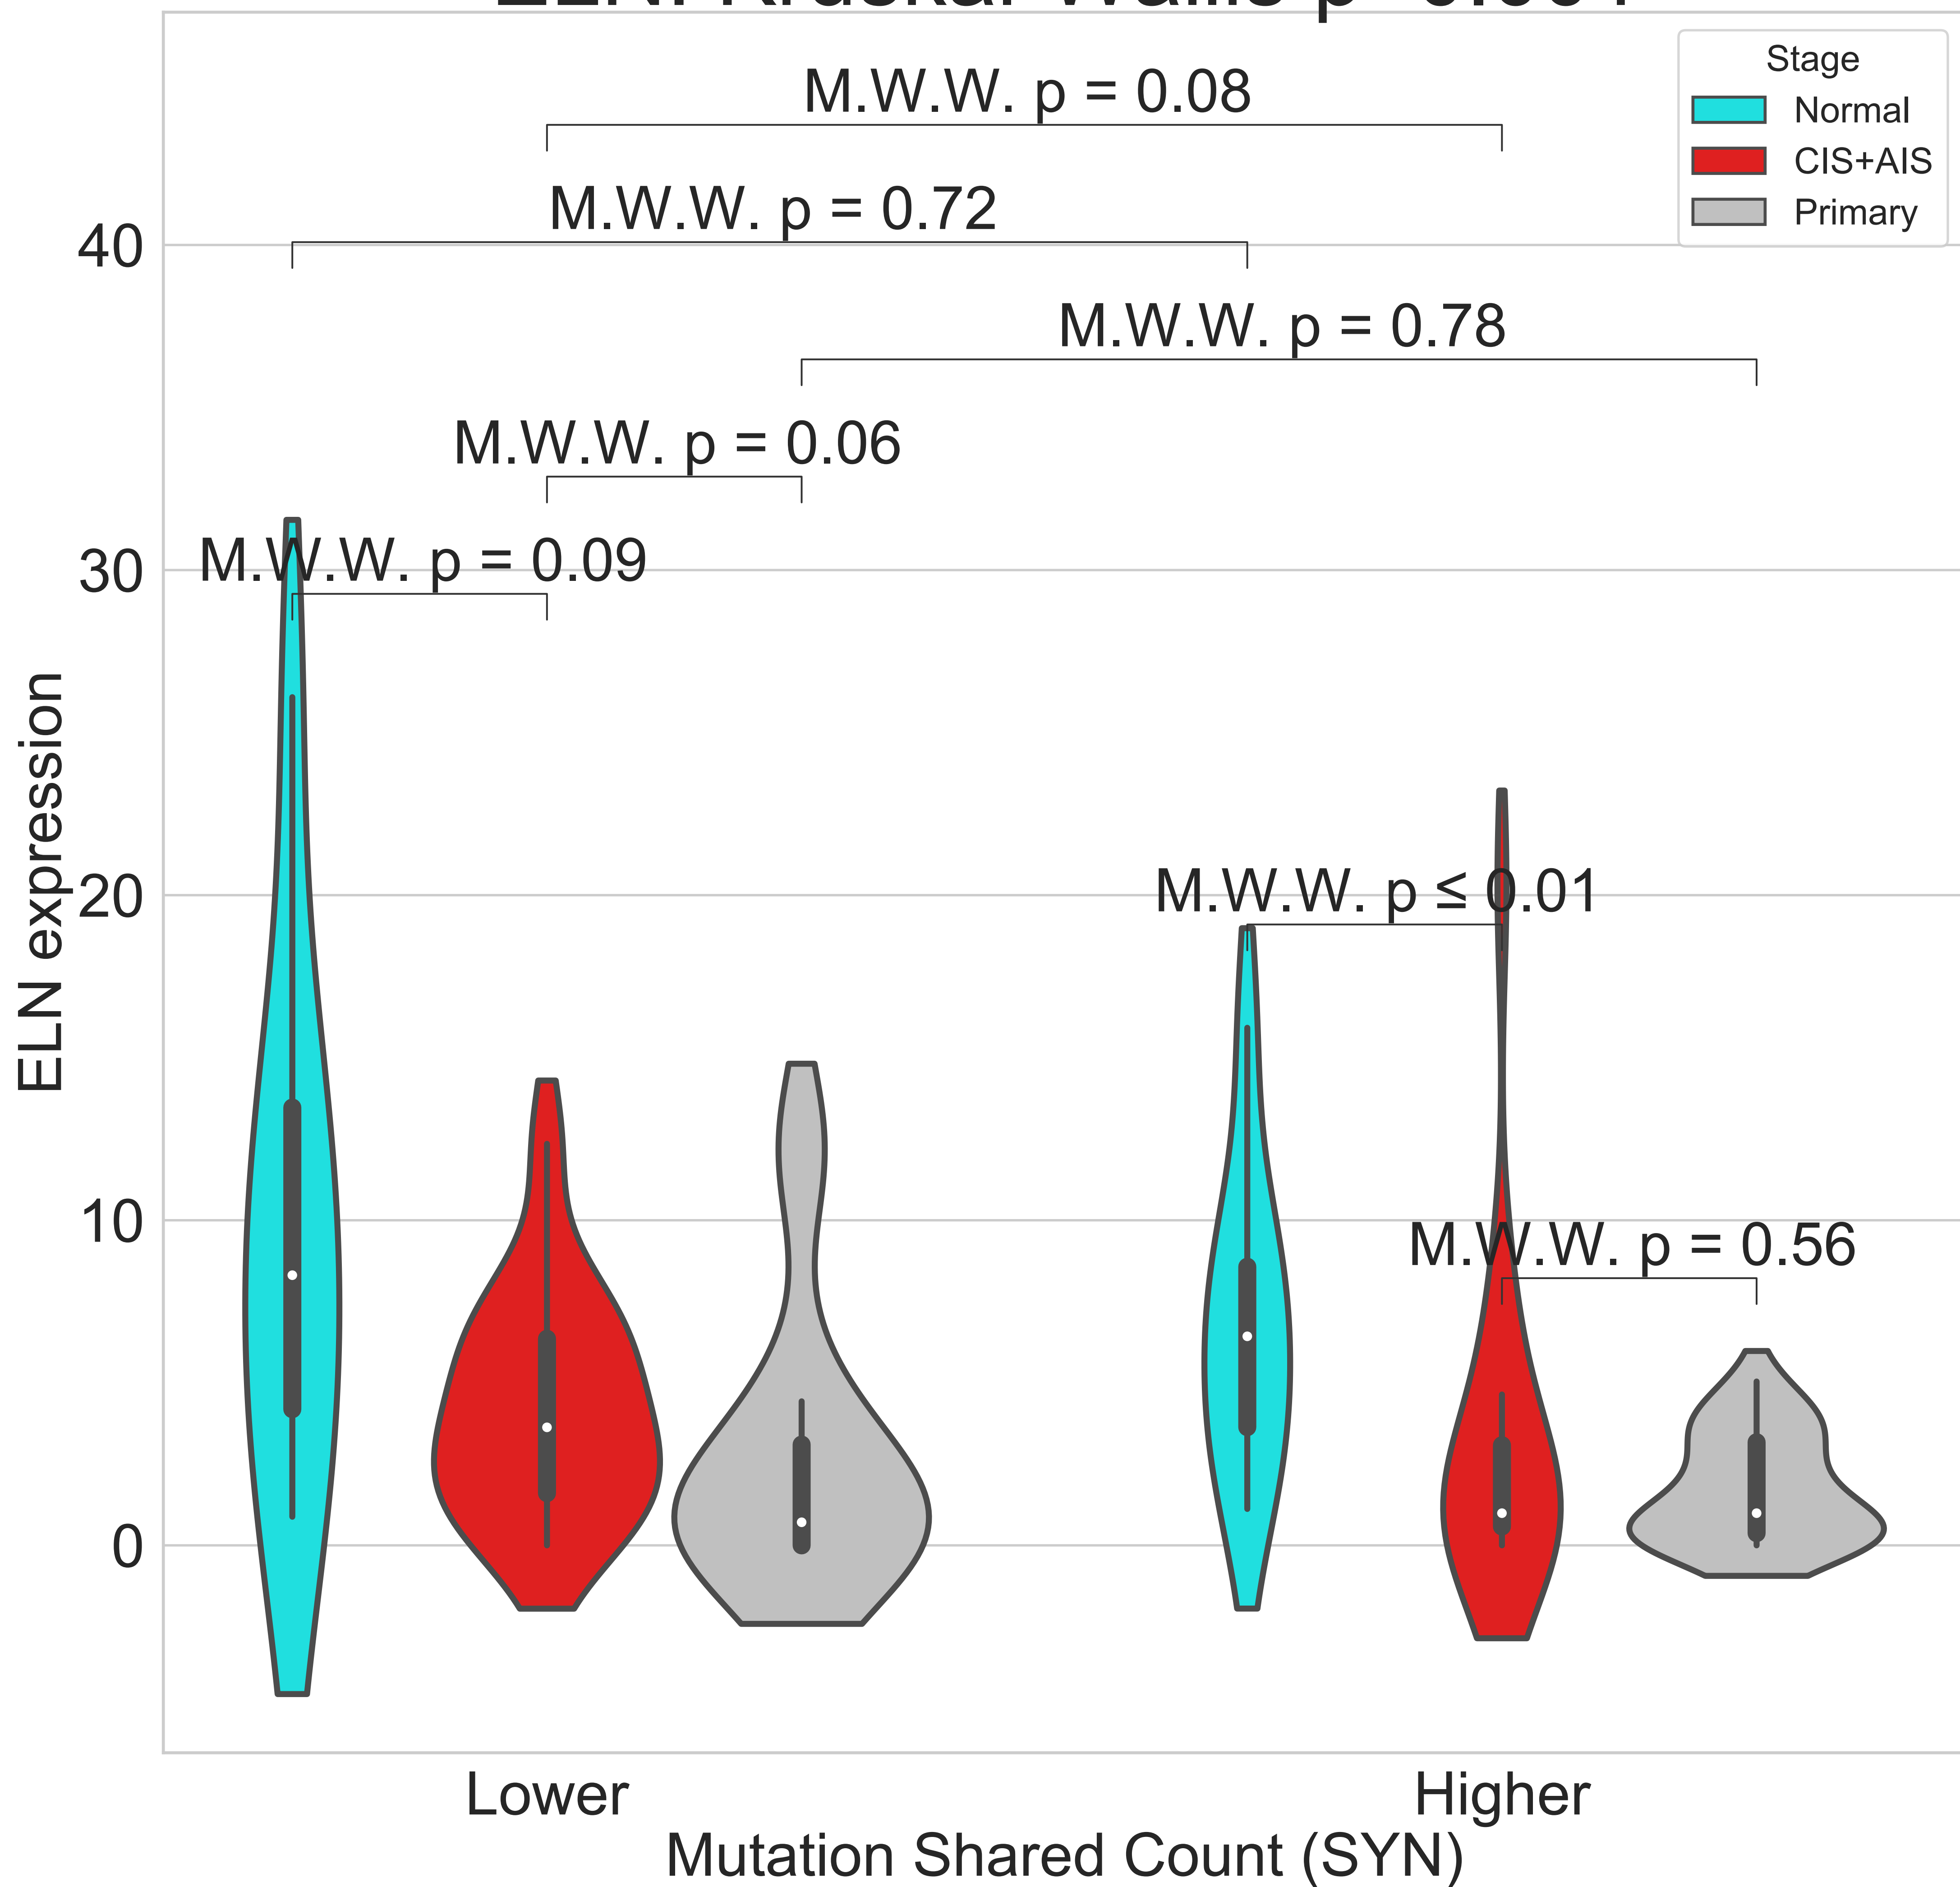 Stage
Normal
CIS+AIS
Primary
M.W.W. p = 0.08
M.W.W. p = 0.72
M.W.W. p = 0.78
M.W.W. p = 0.06
M.W.W. p = 0.09
M.W.W. p ≤ 0.01
M.W.W. p = 0.56
40
30
20
10
0
ELN expression
Lower
Higher
Mutation Shared Count (SYN)